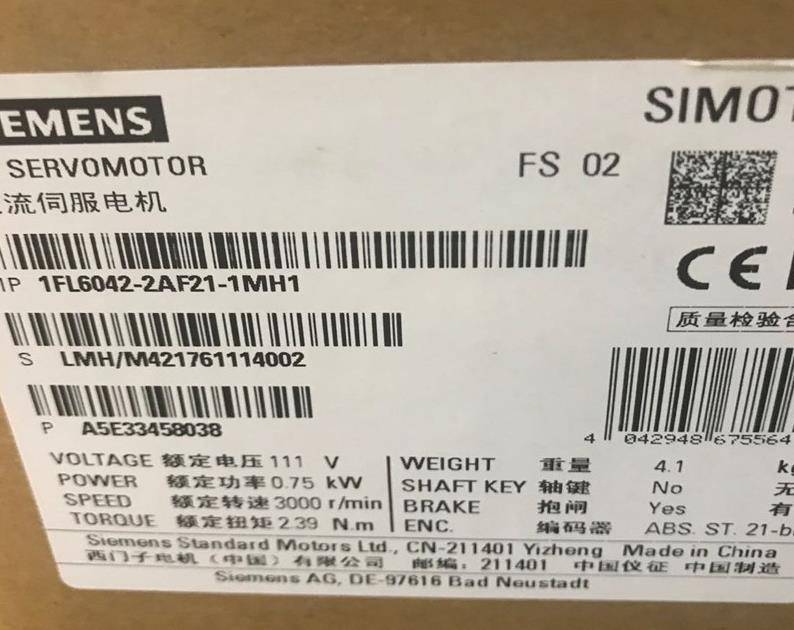 EMENS
SIMOT
SERVOMOTOR
FS 02
流伺服电机
1P 1FL6042-2AF21-1MH1
CE
质量检验合
S LMH/M421761114002
P A5E33458038
4 042948 675564
VOLTAGE 额定电压 111 V
POWER 额定功率 0.75 kW
SPEED 额定转速 3000 r/min
TORQUE 额定扭矩 2.39 N.m
WEIGHT 重量 4.1 kg
SHAFT KEY 轴键 No 无
BRAKE 抱闸 Yes 有
ENC. 编码器 ABS. ST. 21-b
Siemens Standard Motors Ltd., CN-211401 Yizheng Made in China
西门子电机（中国）有限公司 邮编：211401 中国仪征 中国制造
Siemens AG, DE-97616 Bad Neustadt